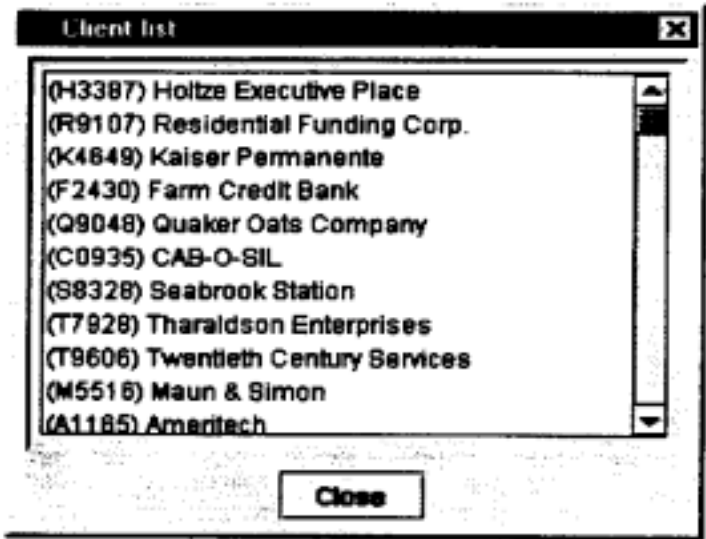 Client list
(H3387) Holtze Executive Place
(R9107) Residential Funding Corp.
(K4649) Kaiser Permanente
(F2430) Farm Credit Bank
(Q9048) Quaker Oats Company
(C0935) CAB-O-SIL
(S8328) Seabrook Station
(T7928) Tharaldson Enterprises
(T9606) Twentieth Century Services
(M5516) Maun & Simon
(A1165) Ameritech
Close